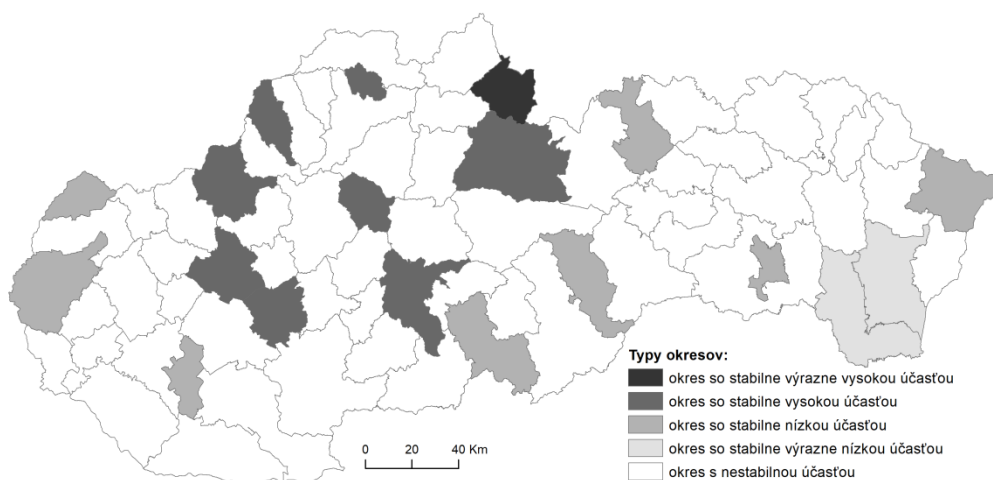 Typy okresov:
okres so stabilne výrazne vysokou účasťou
okres so stabilne vysokou účasťou
okres so stabilne nízkou účasťou
okres so stabilne výrazne nízkou účasťou
okres s nestabilnou účasťou
0 20 40 Km